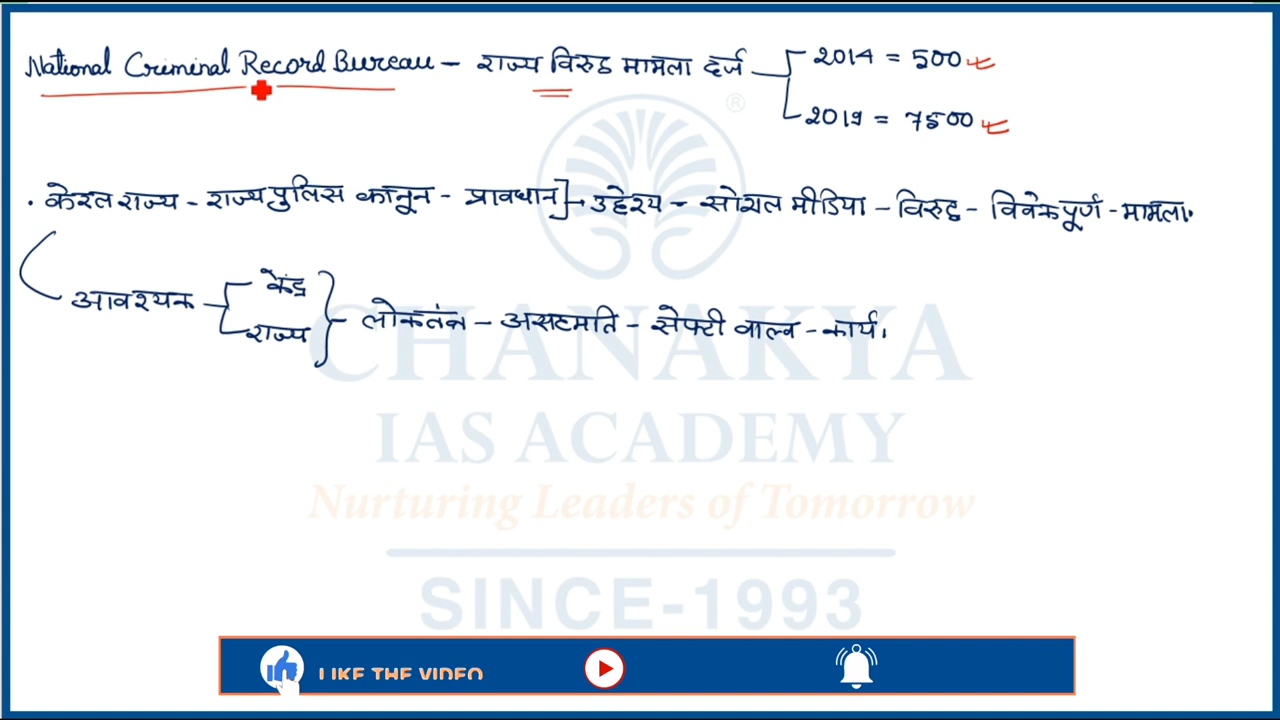 National Criminal Record Bureau - राज्य विरुद्ध मामला दर्ज
2014 = 500
2019 = 7500
. केरल राज्य - राज्य पुलिस कानून - प्रावधान] → उद्देश्य - सोशल मीडिया - विरुद्ध - विवेकपूर्ण - मामला.
आवश्यक
केंद्र
राज्य
} - लोकतंत्र - असहमति - सेफ्टी वाल्व - कार्य.
®
CHANAKYA
IAS ACADEMY
Nurturing Leaders of Tomorrow
SINCE-1993
LIKE THE VIDEO